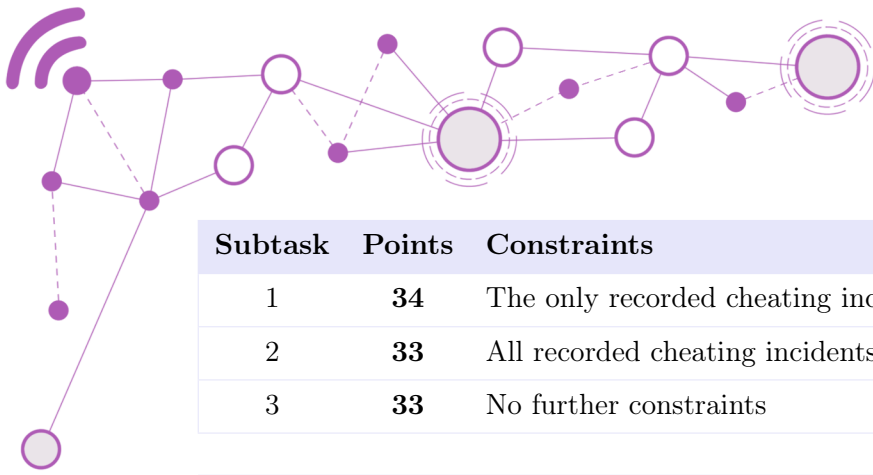 Subtask Points Constraints
1 34 The only recorded cheating
2 33 All recorded cheating incidents
3 33 No further constraints